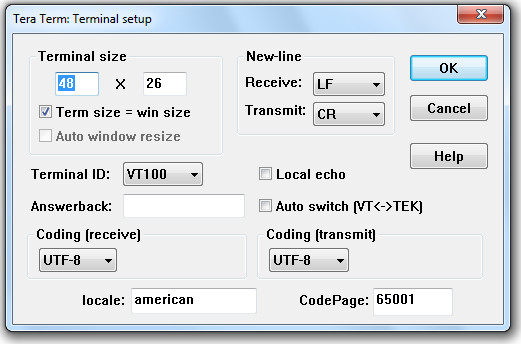 Tera Term: Terminal setup
Terminal size
48 X 26
Term size = win size
Auto window resize
New-line
Receive: LF
Transmit: CR
OK
Cancel
Help
Terminal ID: VT100
Local echo
Answerback:
Auto switch (VT<->TEK)
Coding (receive)
UTF-8
Coding (transmit)
UTF-8
locale: american
CodePage: 65001